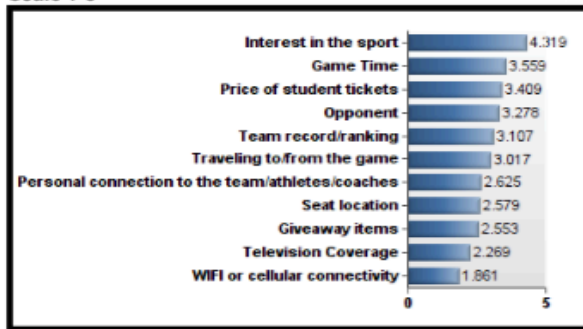 Interest in the sport 4.319
Game Time 3.559
Price of student tickets 3.409
Opponent 3.278
Team record/ranking 3.107
Traveling to/from the game 3.017
Personal connection to the team/athletes/coaches 2.625
Seat location 2.579
Giveaway items 2.553
Television Coverage 2.269
WIFI or cellular connectivity 1.861
0 5